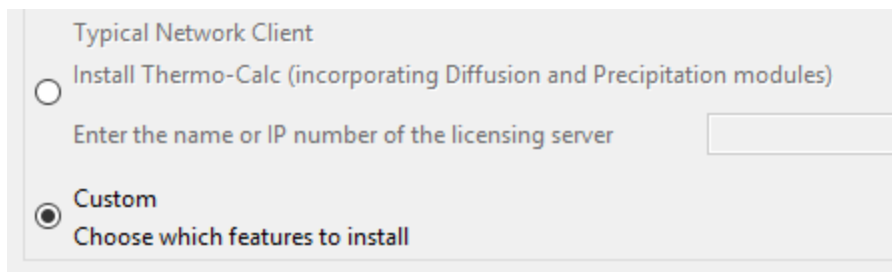 Typical Network Client
Install Thermo-Calc (incorporating Diffusion and Precipitation modules)
Enter the name or IP number of the licensing server
Custom
Choose which features to install